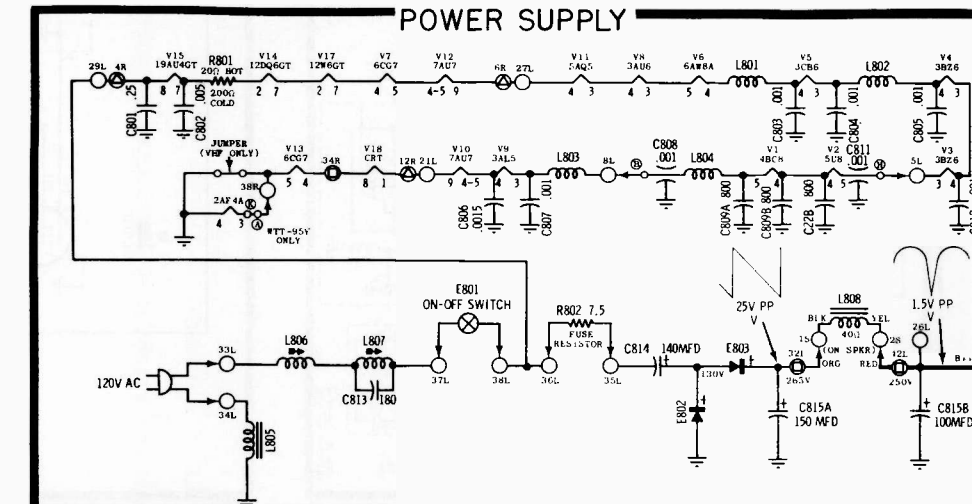 POWER SUPPLY
29L 4R V15 19AU4GT 8 7 R801 20Ω HOT 200Ω COLD V14 12DQ6GT 2 7 V17 12W6GT 2 7 V7 6CG7 4 5 V12 7AU7 4-5 9 6R 27L V11 5AQ5 4 3 V8 3AU6 4 3 V6 6AW8A 5 4 L801 V5 3CB6 4 3 L802 V4 3BZ6 4 3
C801 .25 C802 .005 C803 .001 C804 .001 C805 .001
JUMPER (VHF ONLY) V13 6CG7 5 4 34R V18 CRT 8 1 12R 21L V10 7AU7 9 4-5 V9 3AL5 4 3 L803 8L H C808 .001 L804 V1 4BC8 5 4 V2 5U8 4 5 C811 .001 H 5L V3 3BZ6 3 4
38R
2AF4A 4 3 K A
WTT-95Y ONLY
C806 .0015 C807 .001 C809A 800 C809B 800 C22B 800
25V PP V
1.5V PP V
E801 ON-OFF SWITCH
R802 7.5 FUSE RESISTOR
L808 40Ω (ON SPKR)
BLK YEL ORG RED
120V AC 33L 34L L806 L807 C813 180 37L 38L 36L 35L C814 140MFD 130V E803 32L 265V 1S 2S 12L 250V 26L B++
L805 E802 C815A 150 MFD C815B 100MFD